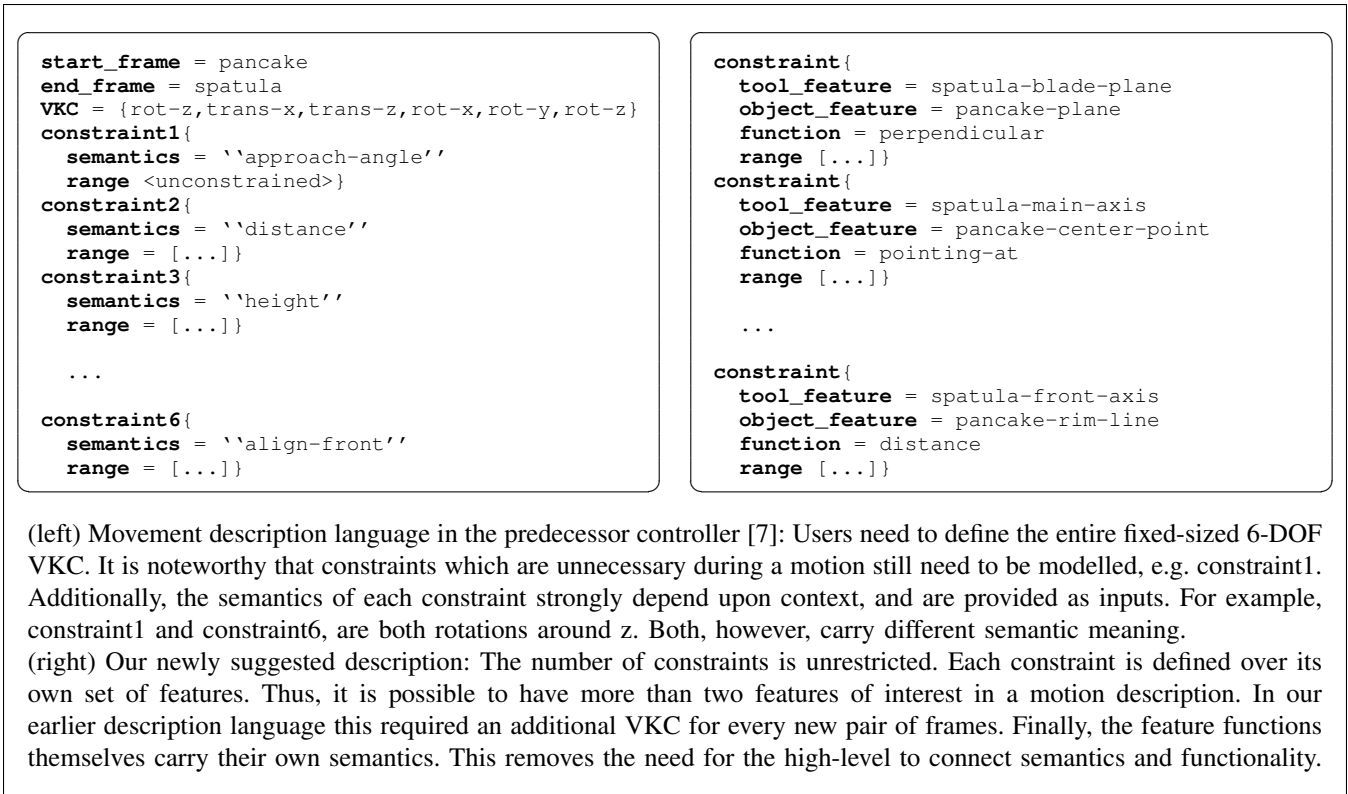 start_frame = pancake
end_frame = spatula
VKC = {rot-z,trans-x,trans-z,rot-x,rot-y,rot-z}
constraint1{
semantics = ‘‘approach-angle’’
range <unconstrained>}
constraint2{
semantics = ‘‘distance’’
range = [...]}
constraint3{
semantics = ‘‘height’’
range = [...]}
...
constraint6{
semantics = ‘‘align-front’’
range = [...]}
constraint{
tool_feature = spatula-blade-plane
object_feature = pancake-plane
function = perpendicular
range [...]}
constraint{
tool_feature = spatula-main-axis
object_feature = pancake-center-point
function = pointing-at
range [...]}
...
constraint{
tool_feature = spatula-front-axis
object_feature = pancake-rim-line
function = distance
range [...]}
(left) Movement description language in the predecessor controller [7]: Users need to define the entire fixed-sized 6-DOF
VKC. It is noteworthy that constraints which are unnecessary during a motion still need to be modelled, e.g. constraint1.
Additionally, the semantics of each constraint strongly depend upon context, and are provided as inputs. For example,
constraint1 and constraint6, are both rotations around z. Both, however, carry different semantic meaning.
(right) Our newly suggested description: The number of constraints is unrestricted. Each constraint is defined over its
own set of features. Thus, it is possible to have more than two features of interest in a motion description. In our
earlier description language this required an additional VKC for every new pair of frames. Finally, the feature functions
themselves carry their own semantics. This removes the need for the high-level to connect semantics and functionality.